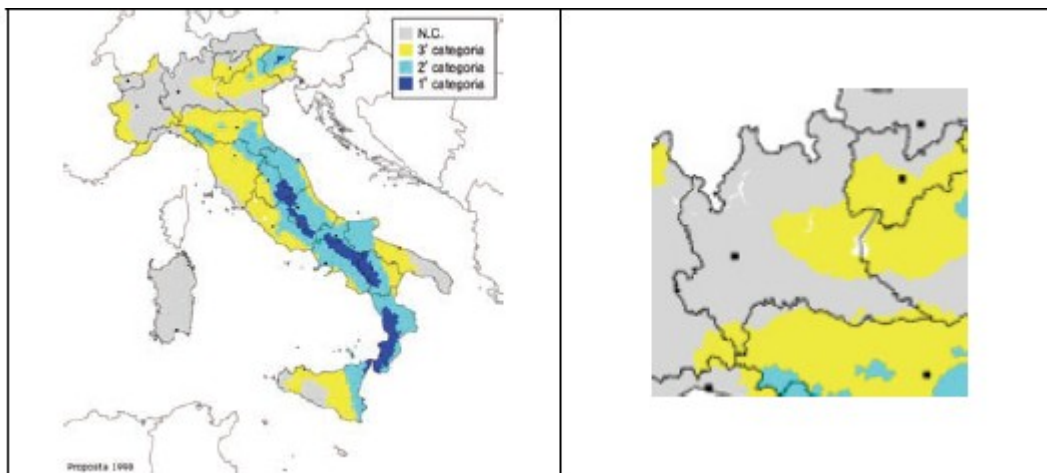 N.C.
3ª categoria
2ª categoria
1ª categoria
Proposta 1998